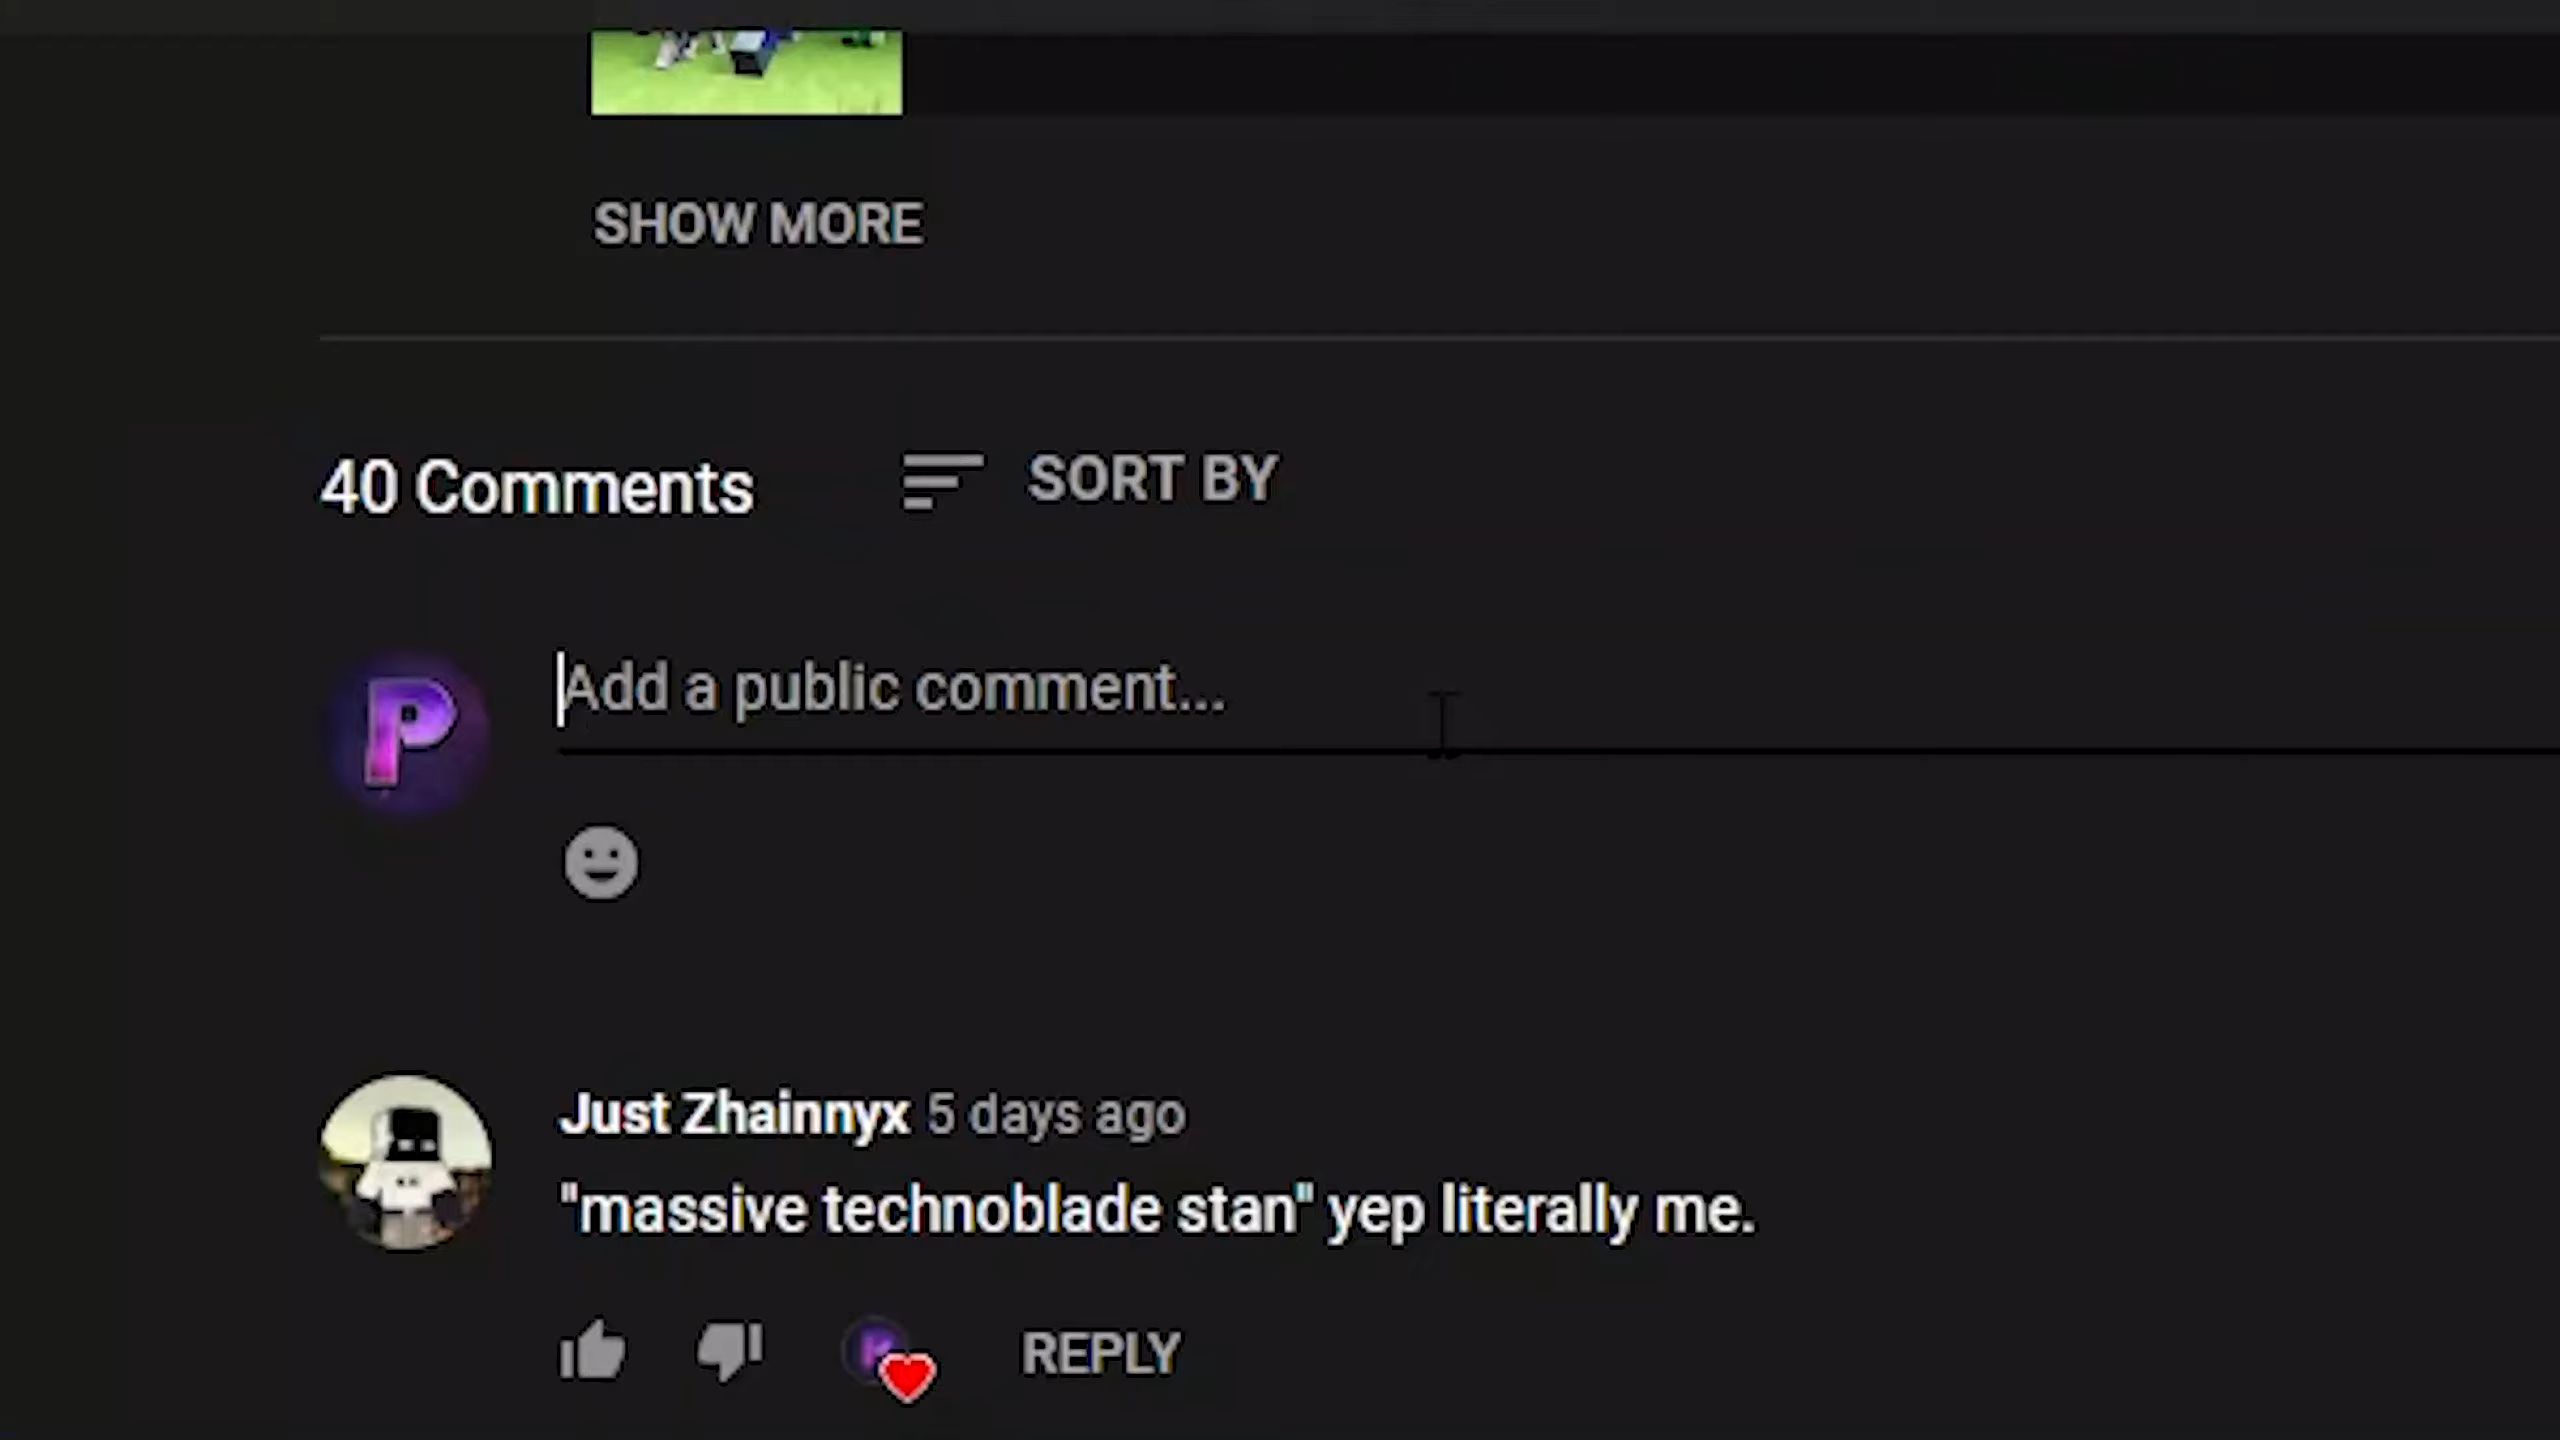 SHOW MORE
40 Comments
SORT BY
P
Add a public comment...
Just Zhainnyx 5 days ago
"massive technoblade stan" yep literally me.
P
REPLY